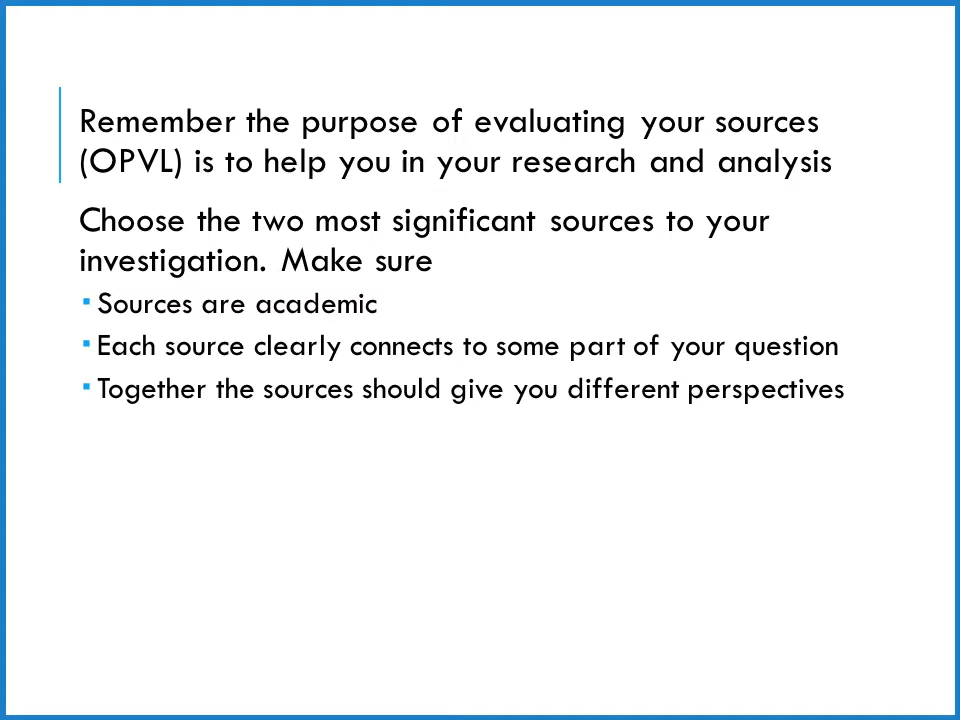 Remember the purpose of evaluating your sources
(OPVL) is to help you in your research and analysis
Choose the two most significant sources to your
investigation. Make sure
▪ Sources are academic
▪ Each source clearly connects to some part of your question
▪ Together the sources should give you different perspectives